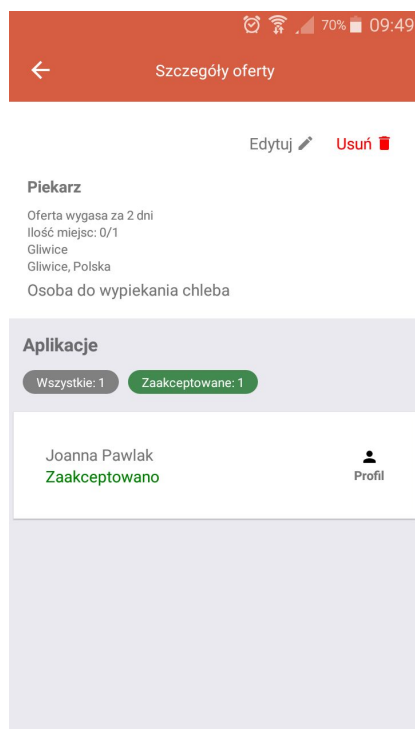 70% 09:49
Szczegóły oferty
Edytuj Usuń
Piekarz
Oferta wygasa za 2 dni
Ilość miejsc: 0/1
Gliwice
Gliwice, Polska
Osoba do wypiekania chleba
Aplikacje
Wszystkie: 1 Zaakceptowane: 1
Joanna Pawlak
Zaakceptowano
Profil